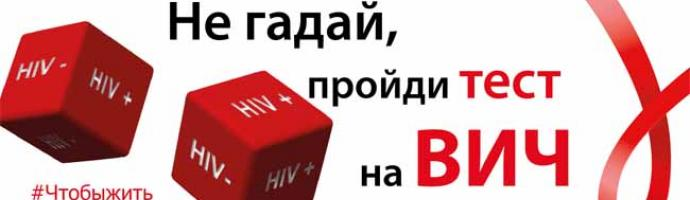 Не гадай,
пройди тест
на ВИЧ
HIV -
HIV +
HIV +
HIV -
HIV +
#Чтобыжить